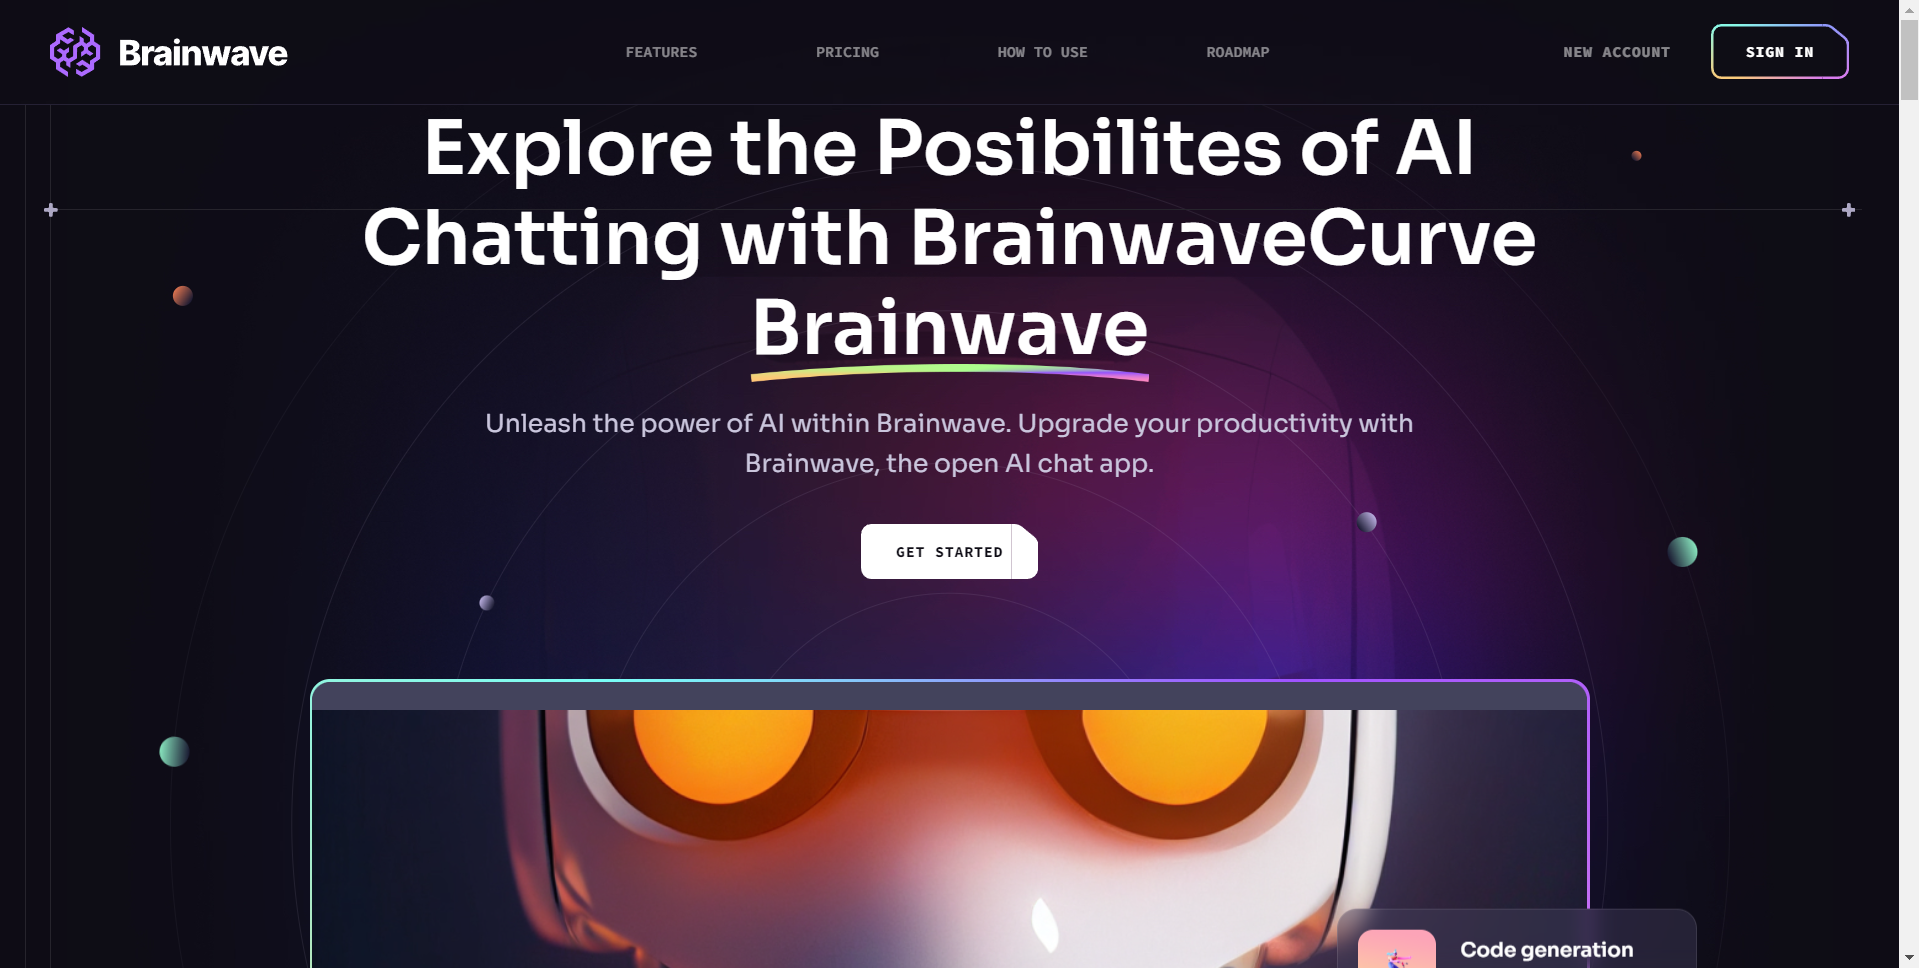 Brainwave
FEATURES
PRICING
HOW TO USE
ROADMAP
NEW ACCOUNT
SIGN IN
Explore the Posibilites of AI
Chatting with BrainwaveCurve
Brainwave
Unleash the power of AI within Brainwave. Upgrade your productivity with
Brainwave, the open AI chat app.
GET STARTED
Code generation